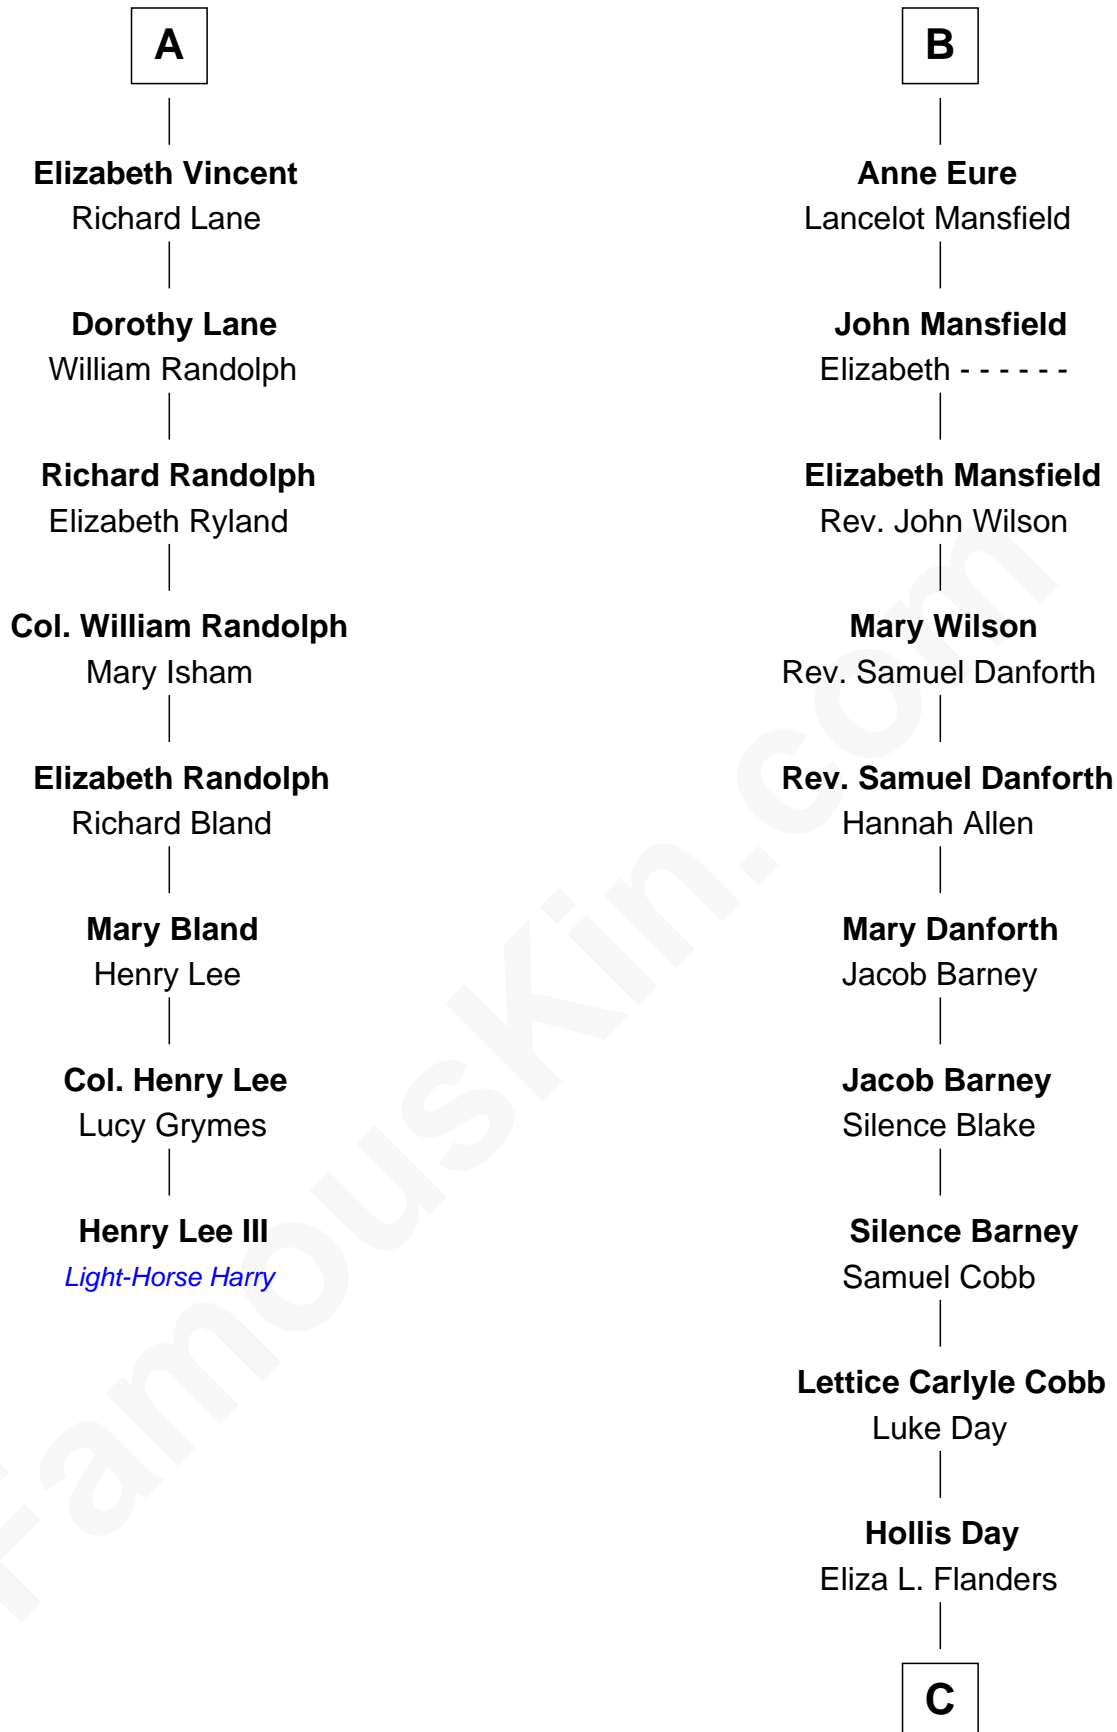 A
Elizabeth Vincent
Richard Lane
Dorothy Lane
William Randolph
Richard Randolph
Elizabeth Ryland
Col. William Randolph
Mary Isham
Elizabeth Randolph
Richard Bland
Mary Bland
Henry Lee
Col. Henry Lee
Lucy Grymes
Henry Lee III
Light-Horse Harry
B
Anne Eure
Lancelot Mansfield
John Mansfield
Elizabeth - - - - - -
Elizabeth Mansfield
Rev. John Wilson
Mary Wilson
Rev. Samuel Danforth
Rev. Samuel Danforth
Hannah Allen
Mary Danforth
Jacob Barney
Jacob Barney
Silence Blake
Silence Barney
Samuel Cobb
Lettice Carlyle Cobb
Luke Day
Hollis Day
Eliza L. Flanders
C
FamousKin.com